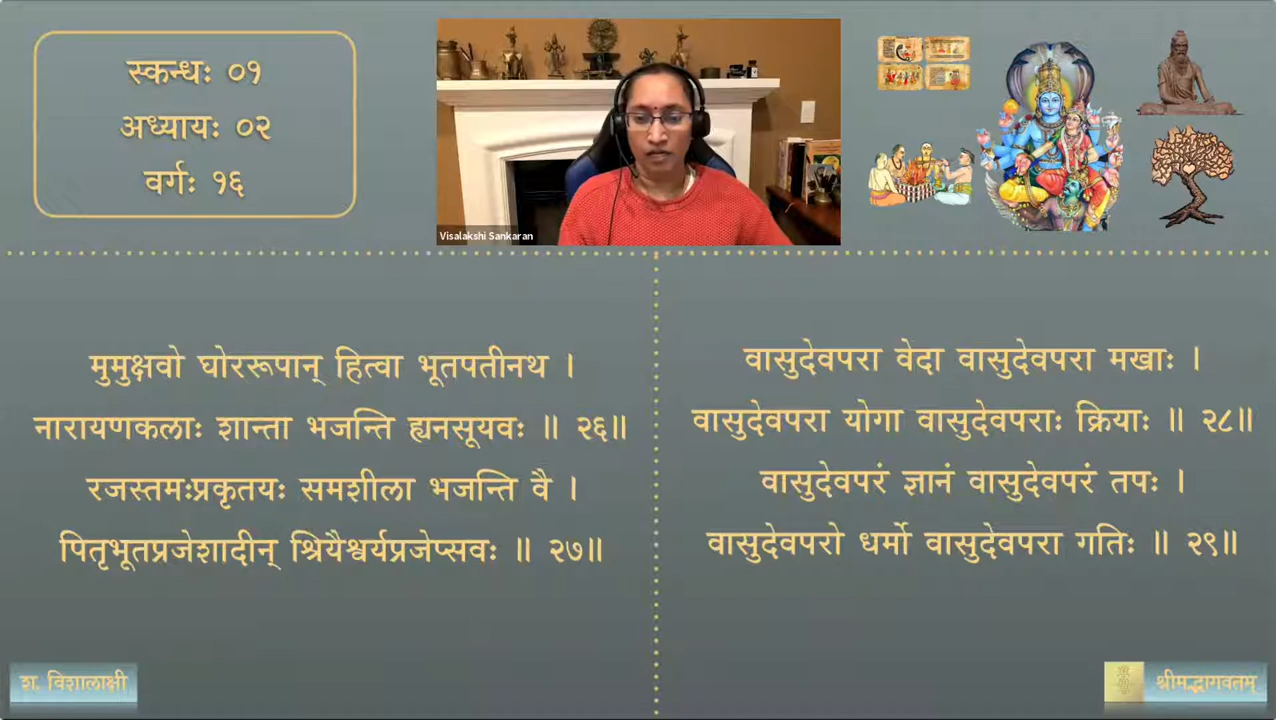 स्कन्धः ०१
अध्यायः ०२
वर्गः १६
Visalakshi Sankaran
मुमुक्षवो घोररूपान् हित्वा भूतपतीनथ ।
नारायणकलाः शान्ता भजन्ति ह्यनसूयवः ॥ २६॥
रजस्तमःप्रकृतयः समशीला भजन्ति वै ।
पितृभूतप्रजेशादीन् श्रियैश्वर्यप्रजेप्सवः ॥ २७॥
वासुदेवपरा वेदा वासुदेवपरा मखाः ।
वासुदेवपरा योगा वासुदेवपराः क्रियाः ॥ २८॥
वासुदेवपरं ज्ञानं वासुदेवपरं तपः ।
वासुदेवपरो धर्मो वासुदेवपरा गतिः ॥ २९॥
श. विशालाक्षी
श्रीमद्भागवतम्